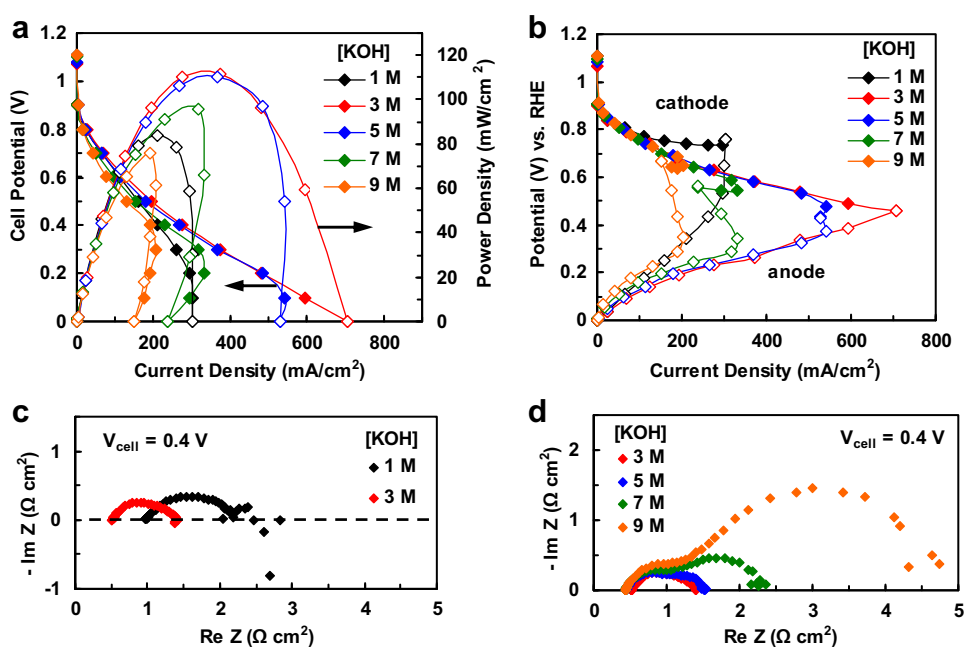 a
[KOH]
1 M
3 M
5 M
7 M
9 M
Cell Potential (V)
Power Density (mW/cm²)
Current Density (mA/cm²)
1.2
1
0.8
0.6
0.4
0.2
0
120
100
80
60
40
20
0
0
200
400
600
800
b
[KOH]
1 M
3 M
5 M
7 M
9 M
cathode
anode
Potential (V) vs. RHE
Current Density (mA/cm²)
1.2
1
0.8
0.6
0.4
0.2
0
0
200
400
600
800
c
V_cell = 0.4 V
[KOH]
1 M
3 M
- Im Z (Ω cm²)
Re Z (Ω cm²)
1
0
-1
0
1
2
3
4
5
d
[KOH]
3 M
5 M
7 M
9 M
V_cell = 0.4 V
- Im Z (Ω cm²)
Re Z (Ω cm²)
2
1
0
0
1
2
3
4
5